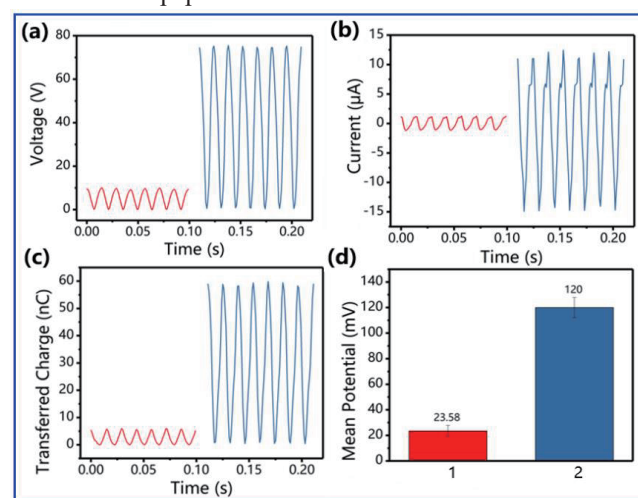 (a)
80
60
40
20
0
Voltage (V)
0.00 0.05 0.10 0.15 0.20
Time (s)
(b)
15
10
5
0
-5
-10
-15
Current (μA)
0.00 0.05 0.10 0.15 0.20
Time (s)
(c)
60
50
40
30
20
10
0
Transferred Charge (nC)
0.00 0.05 0.10 0.15 0.20
Time (s)
(d)
140
120
100
80
60
40
20
0
Mean Potential (mV)
23.58
120
1 2